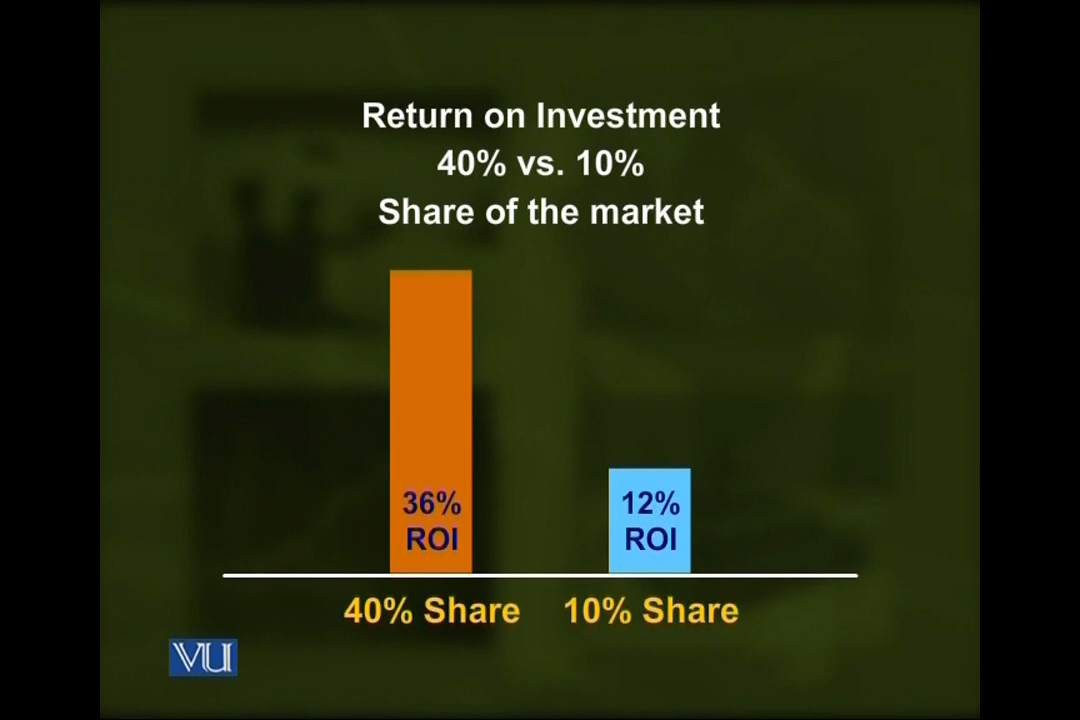 Return on Investment
40% vs. 10%
Share of the market
36%
ROI
12%
ROI
40% Share
10% Share
VU